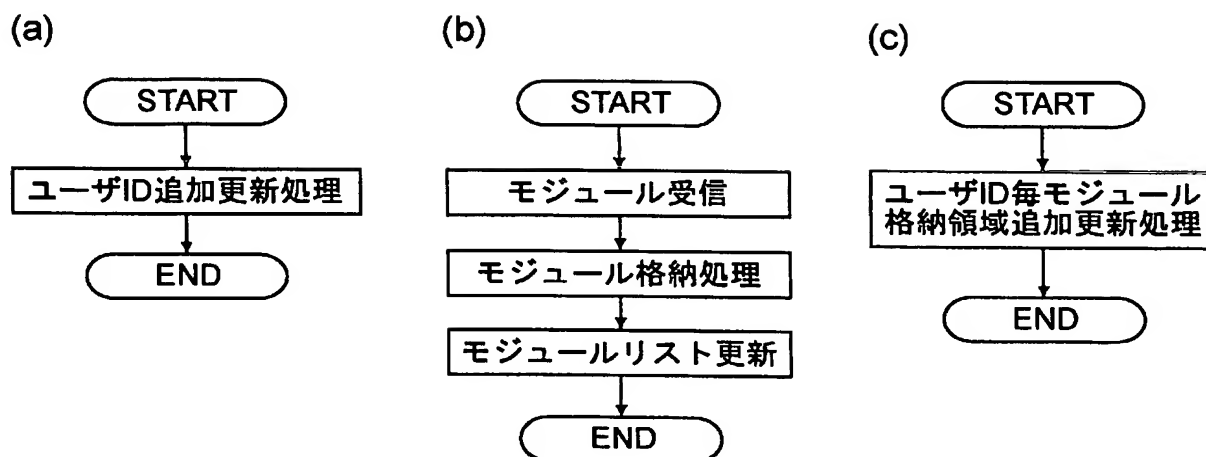 (a)
START
ユーザID追加更新処理
END
(b)
START
モジュール受信
モジュール格納処理
モジュールリスト更新
END
(c)
START
ユーザID毎モジュール
格納領域追加更新処理
END